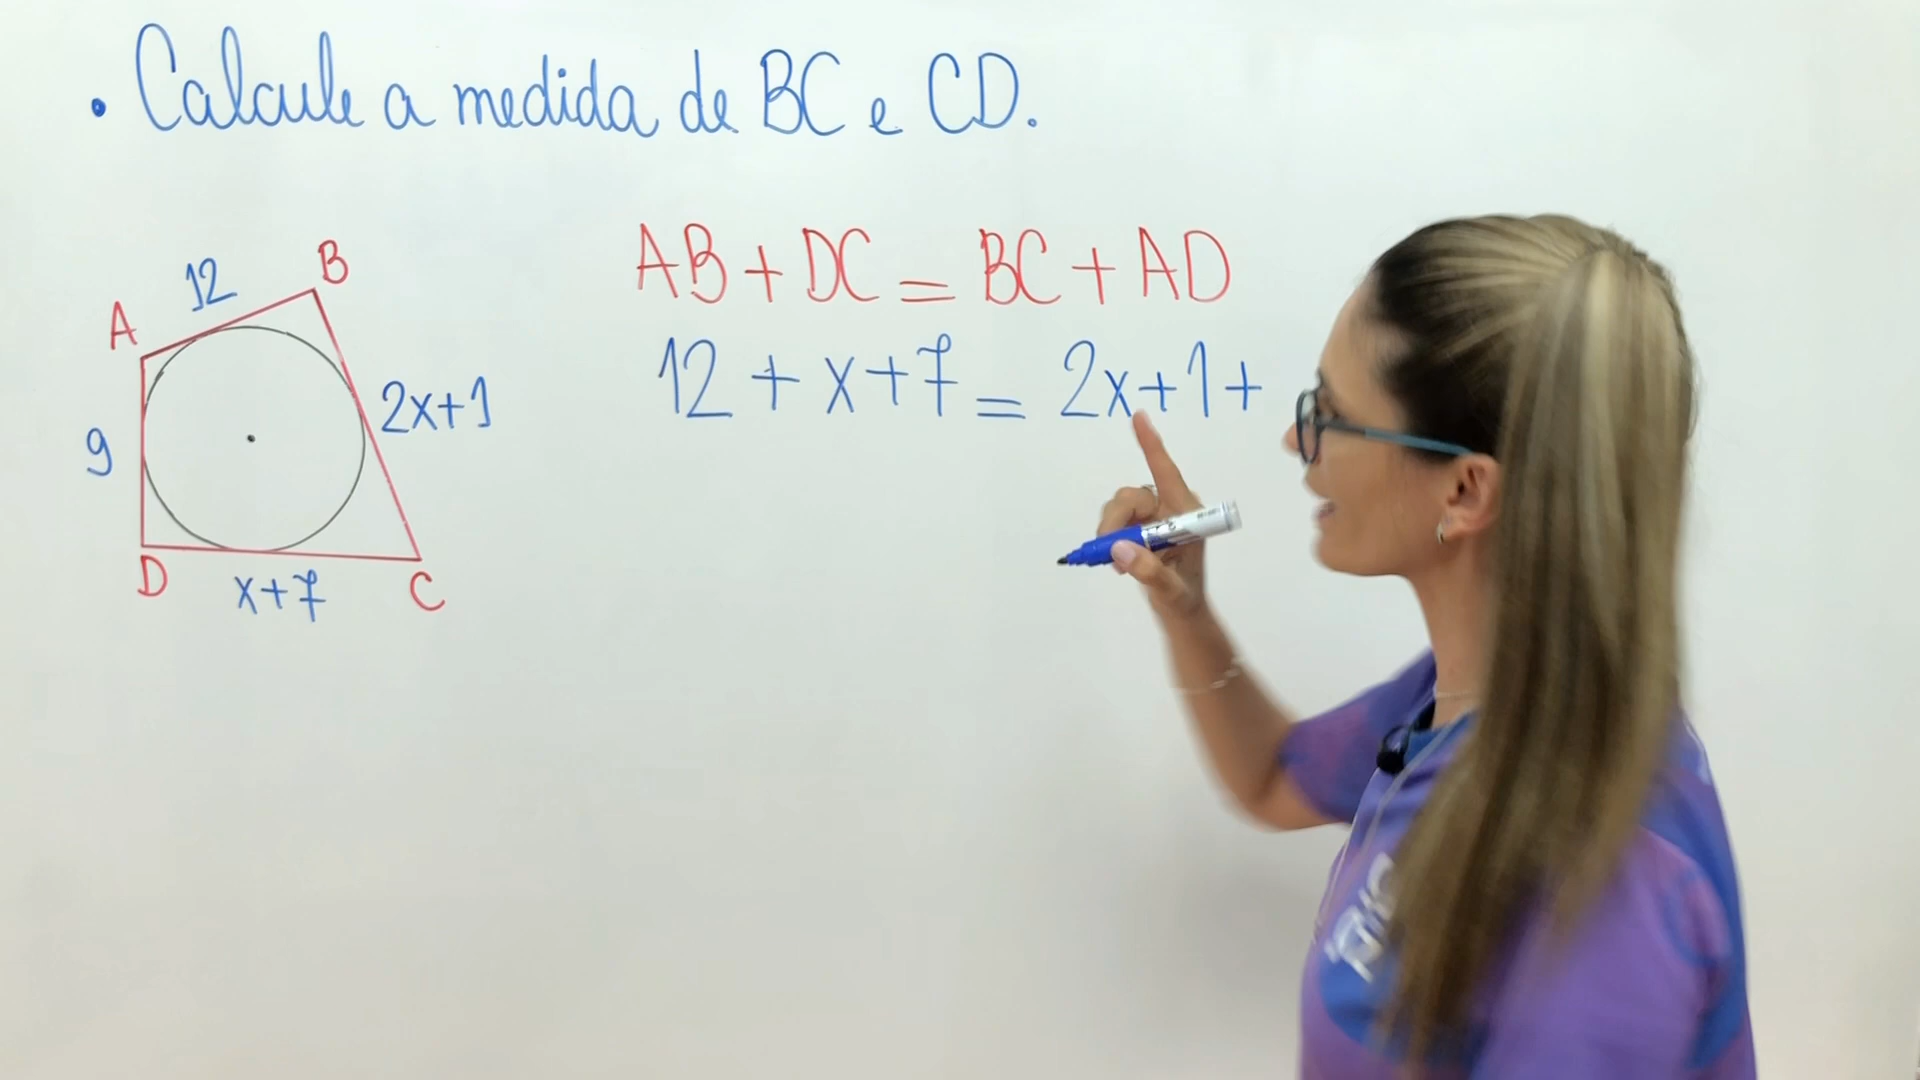 • Calcule a medida de BC e CD.
AB + DC = BC + AD
12 + x + 7 = 2x + 1 +
12
B
A
2x+1
9
D
x+7
C